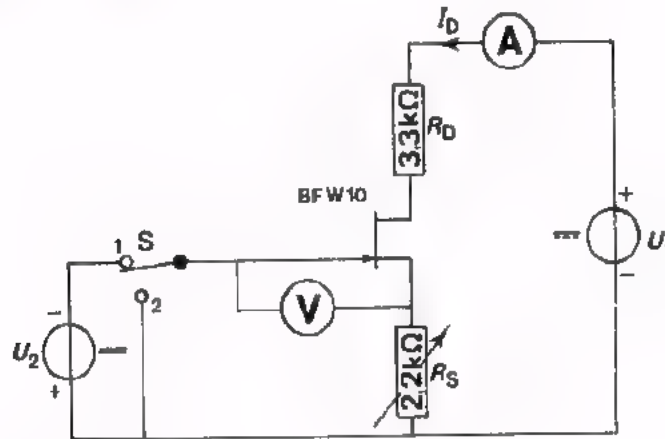 I_D
A
3.3kΩ
R_D
BFW10
+
U
-
1
S
2
-
U_2
+
V
2.2kΩ
R_S